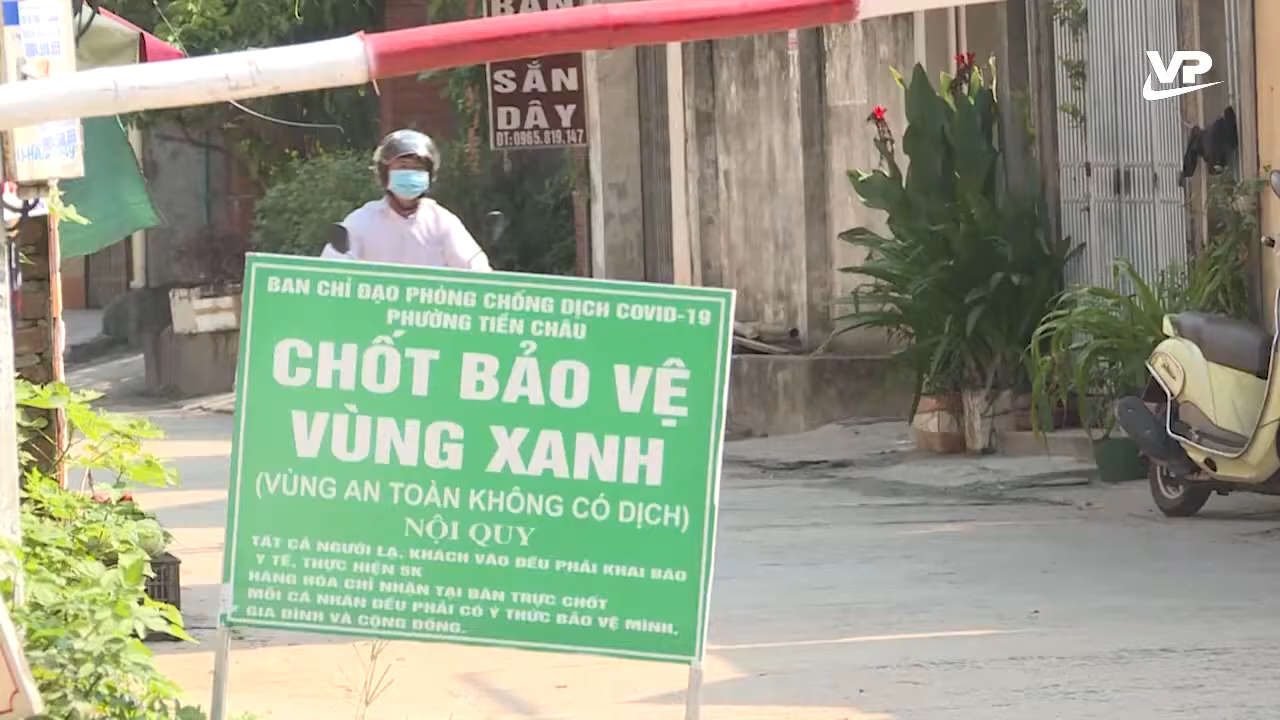 VP
BÁN
SẮN
DÂY
ĐT:0965.819.147
BAN CHỈ ĐẠO PHÒNG CHỐNG DỊCH COVID-19
PHƯỜNG TIỀN CHÂU
CHỐT BẢO VỆ
VÙNG XANH
(VÙNG AN TOÀN KHÔNG CÓ DỊCH)
NỘI QUY
TẤT CẢ NGƯỜI LẠ, KHÁCH VÀO ĐỀU PHẢI KHAI BÁO
Y TẾ, THỰC HIỆN 5K
HÀNG HÓA CHỈ NHẬN TẠI BÀN TRỰC CHỐT
MỖI CÁ NHÂN ĐỀU PHẢI CÓ Ý THỨC BẢO VỆ MÌNH,
GIA ĐÌNH VÀ CỘNG ĐỒNG.